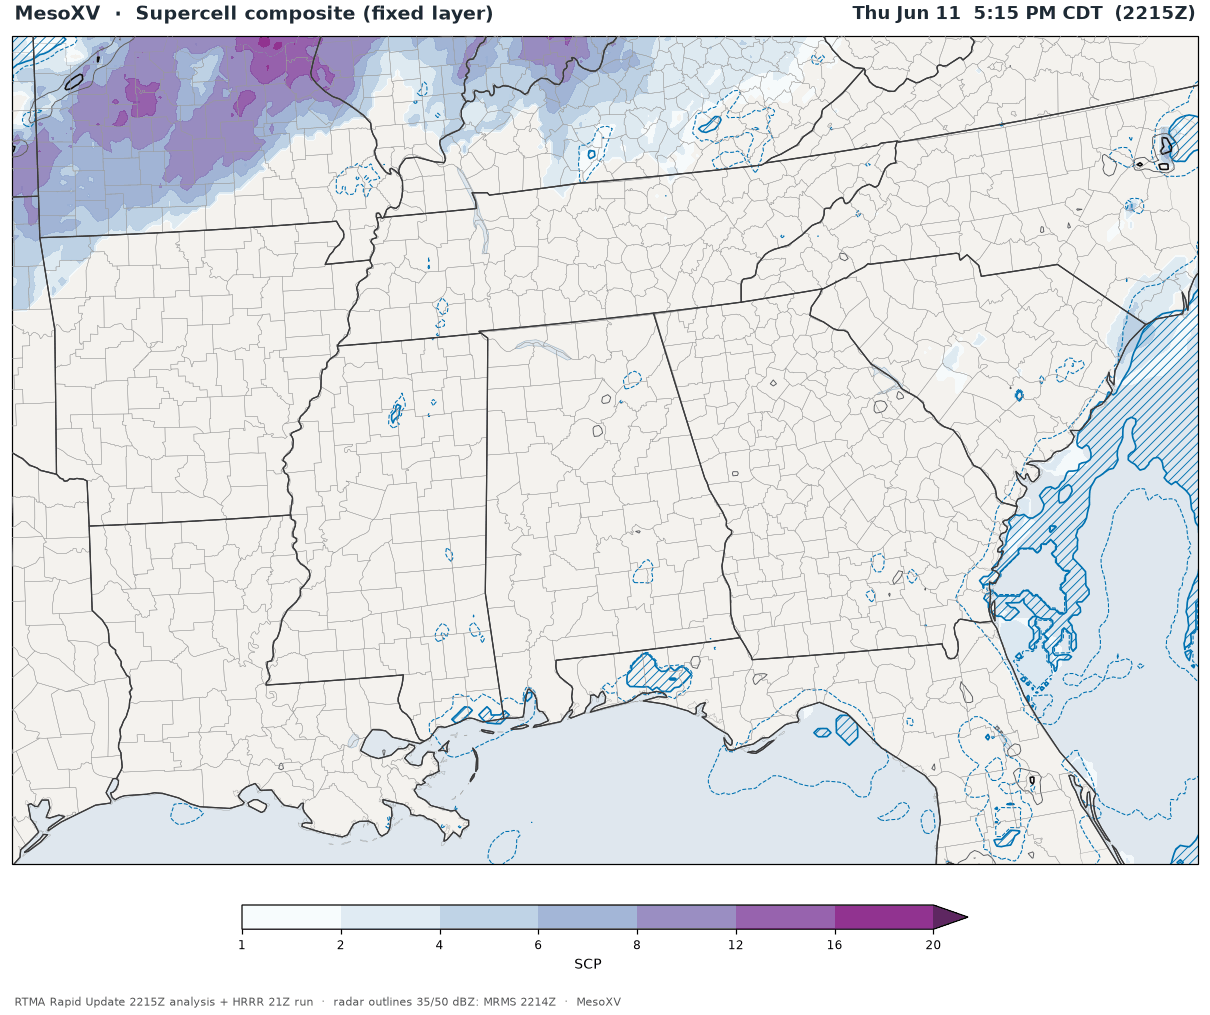 MesoXV · Supercell composite (fixed layer)
Thu Jun 11 5:15 PM CDT (2215Z)
1 2 4 6 8 12 16 20
SCP
RTMA Rapid Update 2215Z analysis + HRRR 21Z run · radar outlines 35/50 dBZ: MRMS 2214Z · MesoXV